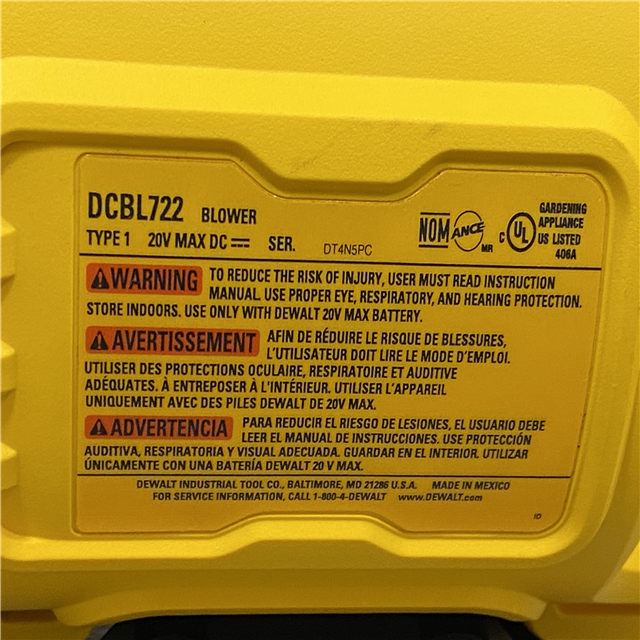 DCBL722 BLOWER
TYPE 1 20V MAX DC SER. DT4N5PC
NOM ANCE MR
C UL US LISTED
GARDENING
APPLIANCE
406A
WARNING TO REDUCE THE RISK OF INJURY, USER MUST READ INSTRUCTION
MANUAL. USE PROPER EYE, RESPIRATORY, AND HEARING PROTECTION.
STORE INDOORS. USE ONLY WITH DEWALT 20V MAX BATTERY.
AVERTISSEMENT AFIN DE RÉDUIRE LE RISQUE DE BLESSURES,
L'UTILISATEUR DOIT LIRE LE MODE D'EMPLOI.
UTILISER DES PROTECTIONS OCULAIRE, RESPIRATOIRE ET AUDITIVE
ADÉQUATES. À ENTREPOSER À L'INTÉRIEUR. UTILISER L'APPAREIL
UNIQUEMENT AVEC DES PILES DEWALT DE 20V MAX.
ADVERTENCIA PARA REDUCIR EL RIESGO DE LESIONES, EL USUARIO DEBE
LEER EL MANUAL DE INSTRUCCIONES. USE PROTECCIÓN
AUDITIVA, RESPIRATORIA Y VISUAL ADECUADA. GUARDAR EN EL INTERIOR. UTILIZAR
ÚNICAMENTE CON UNA BATERÍA DEWALT 20 V MAX.
DEWALT INDUSTRIAL TOOL CO., BALTIMORE, MD 21286 U.S.A. MADE IN MEXICO
FOR SERVICE INFORMATION, CALL 1-800-4-DEWALT www.DEWALT.com